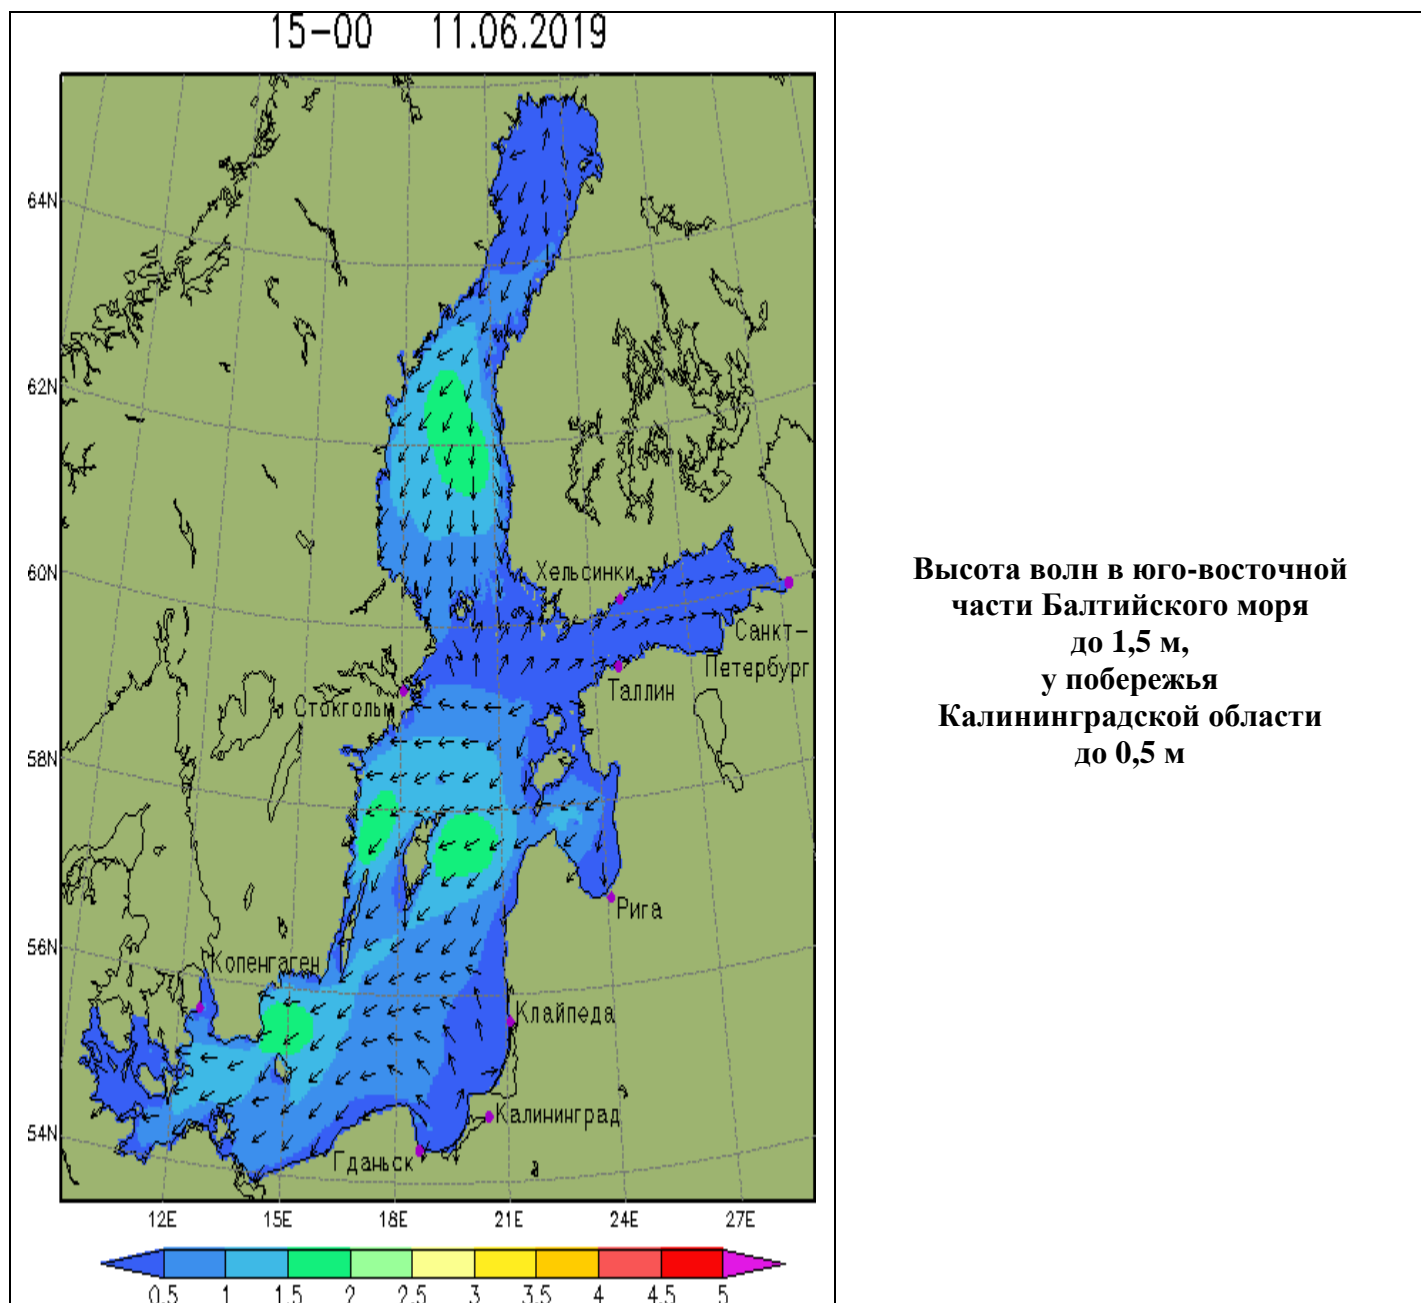 15-00 11.06.2019
64N
62N
60N
58N
56N
54N
Хельсинки
Санкт-
Петербург
Таллин
Стокгольм
Рига
Копенгаген
Клайпеда
Калининград
Гданьск
12E 15E 18E 21E 24E 27E
0.5 1 1.5 2 2.5 3 3.5 4 4.5 5
Высота волн в юго-восточной
части Балтийского моря
до 1,5 м,
у побережья
Калининградской области
до 0,5 м